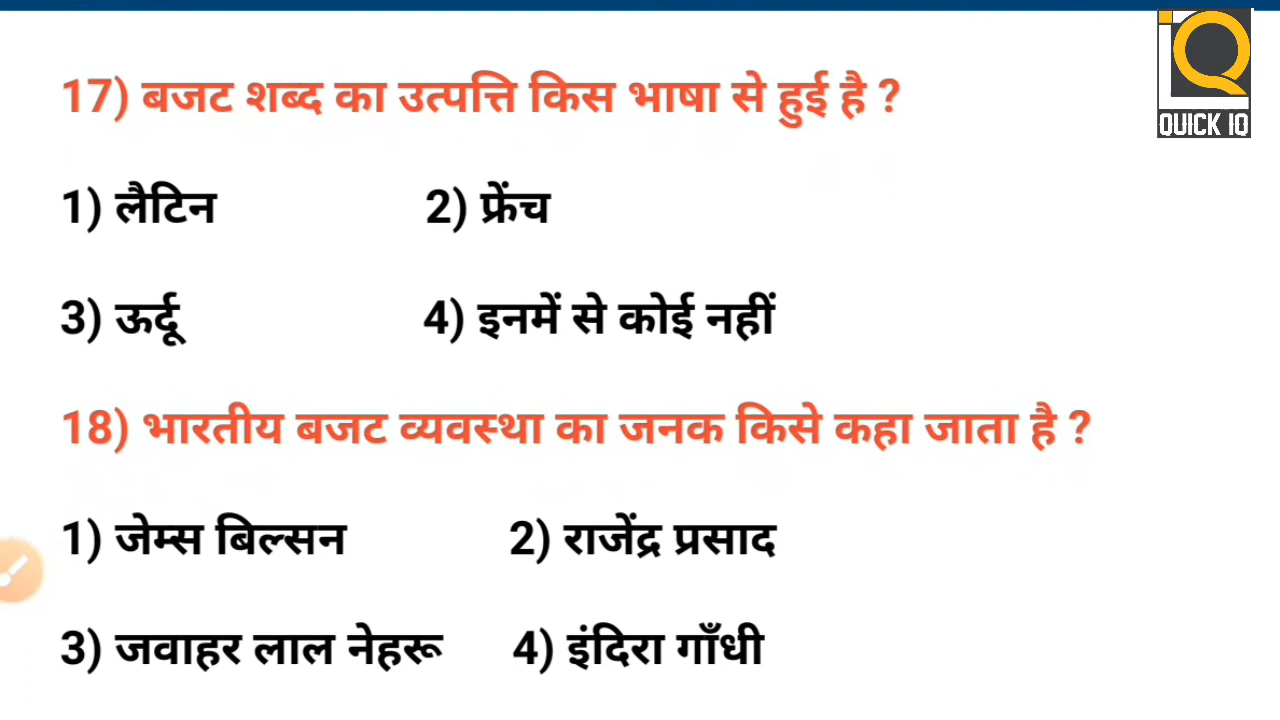 QUICK IQ
17) बजट शब्द का उत्पत्ति किस भाषा से हुई है ?
1) लैटिन 2) फ्रेंच
3) ऊर्दू 4) इनमें से कोई नहीं
18) भारतीय बजट व्यवस्था का जनक किसे कहा जाता है ?
1) जेम्स बिल्सन 2) राजेंद्र प्रसाद
3) जवाहर लाल नेहरू 4) इंदिरा गाँधी